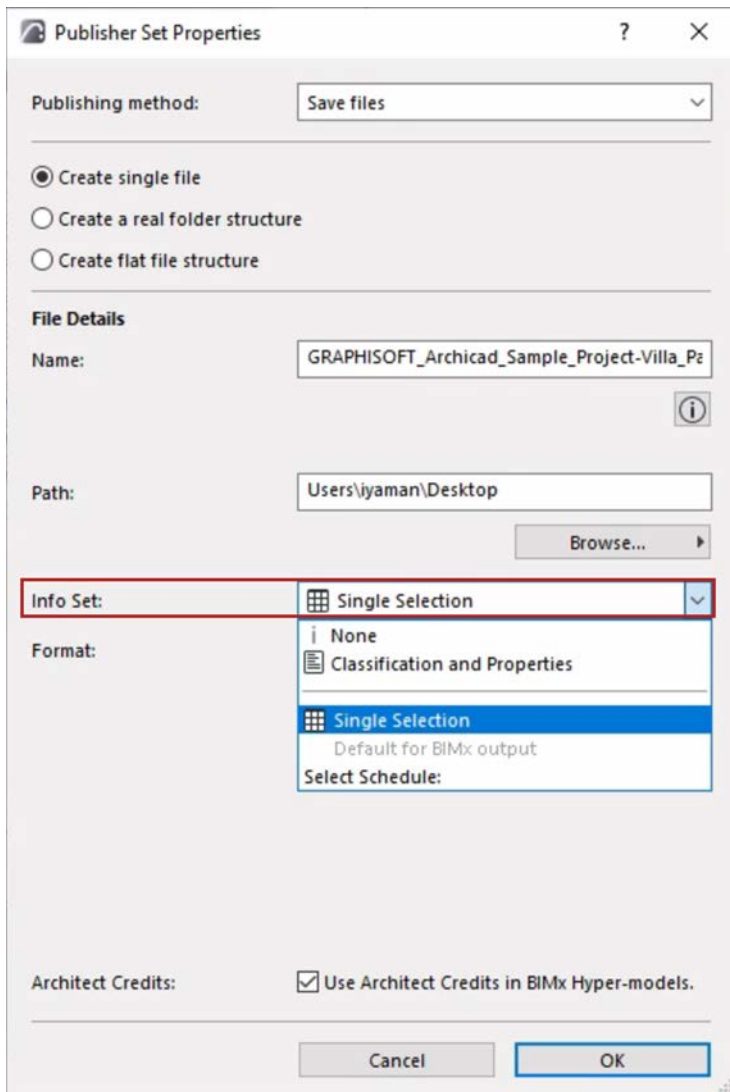 Publisher Set Properties ? ×
Publishing method: Save files
Create single file
Create a real folder structure
Create flat file structure
File Details
Name: GRAPHISOFT_Archicad_Sample_Project-Villa_Pa
Path: Users\iyaman\Desktop
Browse...
Info Set: Single Selection
Format: i None
Classification and Properties
Single Selection
Default for BIMx output
Select Schedule:
Architect Credits: Use Architect Credits in BIMx Hyper-models.
Cancel OK